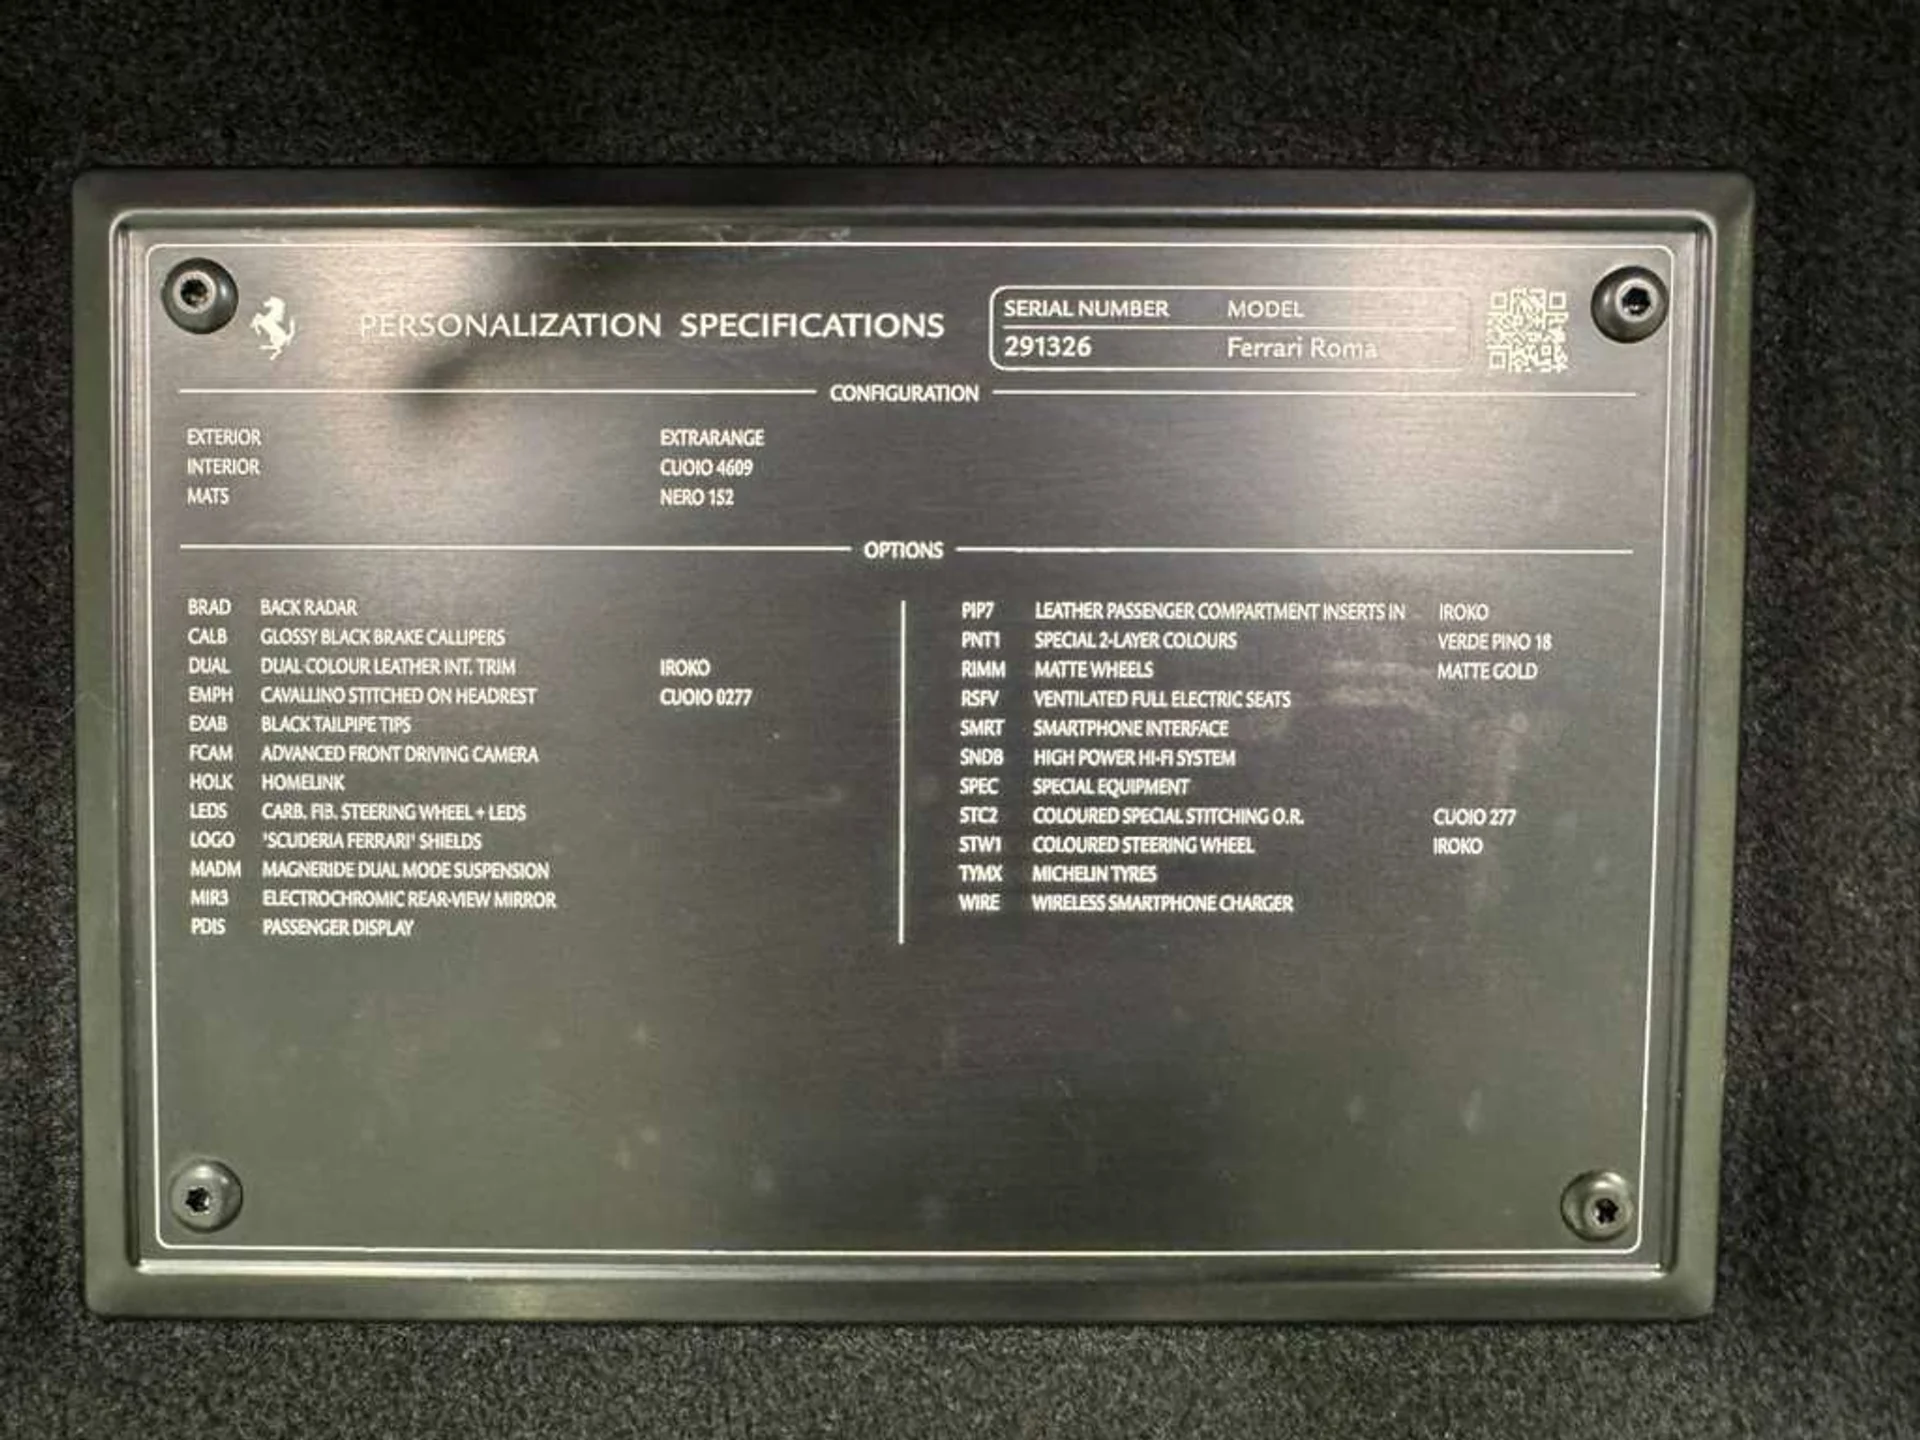 PERSONALIZATION SPECIFICATIONS
SERIAL NUMBER MODEL
291326 Ferrari Roma
CONFIGURATION
EXTERIOR EXTRARANGE
INTERIOR CUOIO 4609
MATS NERO 152
OPTIONS
BRAD BACK RADAR
CALB GLOSSY BLACK BRAKE CALLIPERS
DUAL DUAL COLOUR LEATHER INT. TRIM IROKO
EMPH CAVALLINO STITCHED ON HEADREST CUOIO 0277
EXAB BLACK TAILPIPE TIPS
FCAM ADVANCED FRONT DRIVING CAMERA
HOLK HOMELINK
LEDS CARB. FIB. STEERING WHEEL + LEDS
LOGO 'SCUDERIA FERRARI' SHIELDS
MADM MAGNERIDE DUAL MODE SUSPENSION
MIR3 ELECTROCHROMIC REAR-VIEW MIRROR
PDIS PASSENGER DISPLAY
PIP7 LEATHER PASSENGER COMPARTMENT INSERTS IN IROKO
PNT1 SPECIAL 2-LAYER COLOURS VERDE PINO 18
RIMM MATTE WHEELS MATTE GOLD
RSFV VENTILATED FULL ELECTRIC SEATS
SMRT SMARTPHONE INTERFACE
SNDB HIGH POWER HI-FI SYSTEM
SPEC SPECIAL EQUIPMENT
STC2 COLOURED SPECIAL STITCHING O.R. CUOIO 277
STW1 COLOURED STEERING WHEEL IROKO
TYMX MICHELIN TYRES
WIRE WIRELESS SMARTPHONE CHARGER